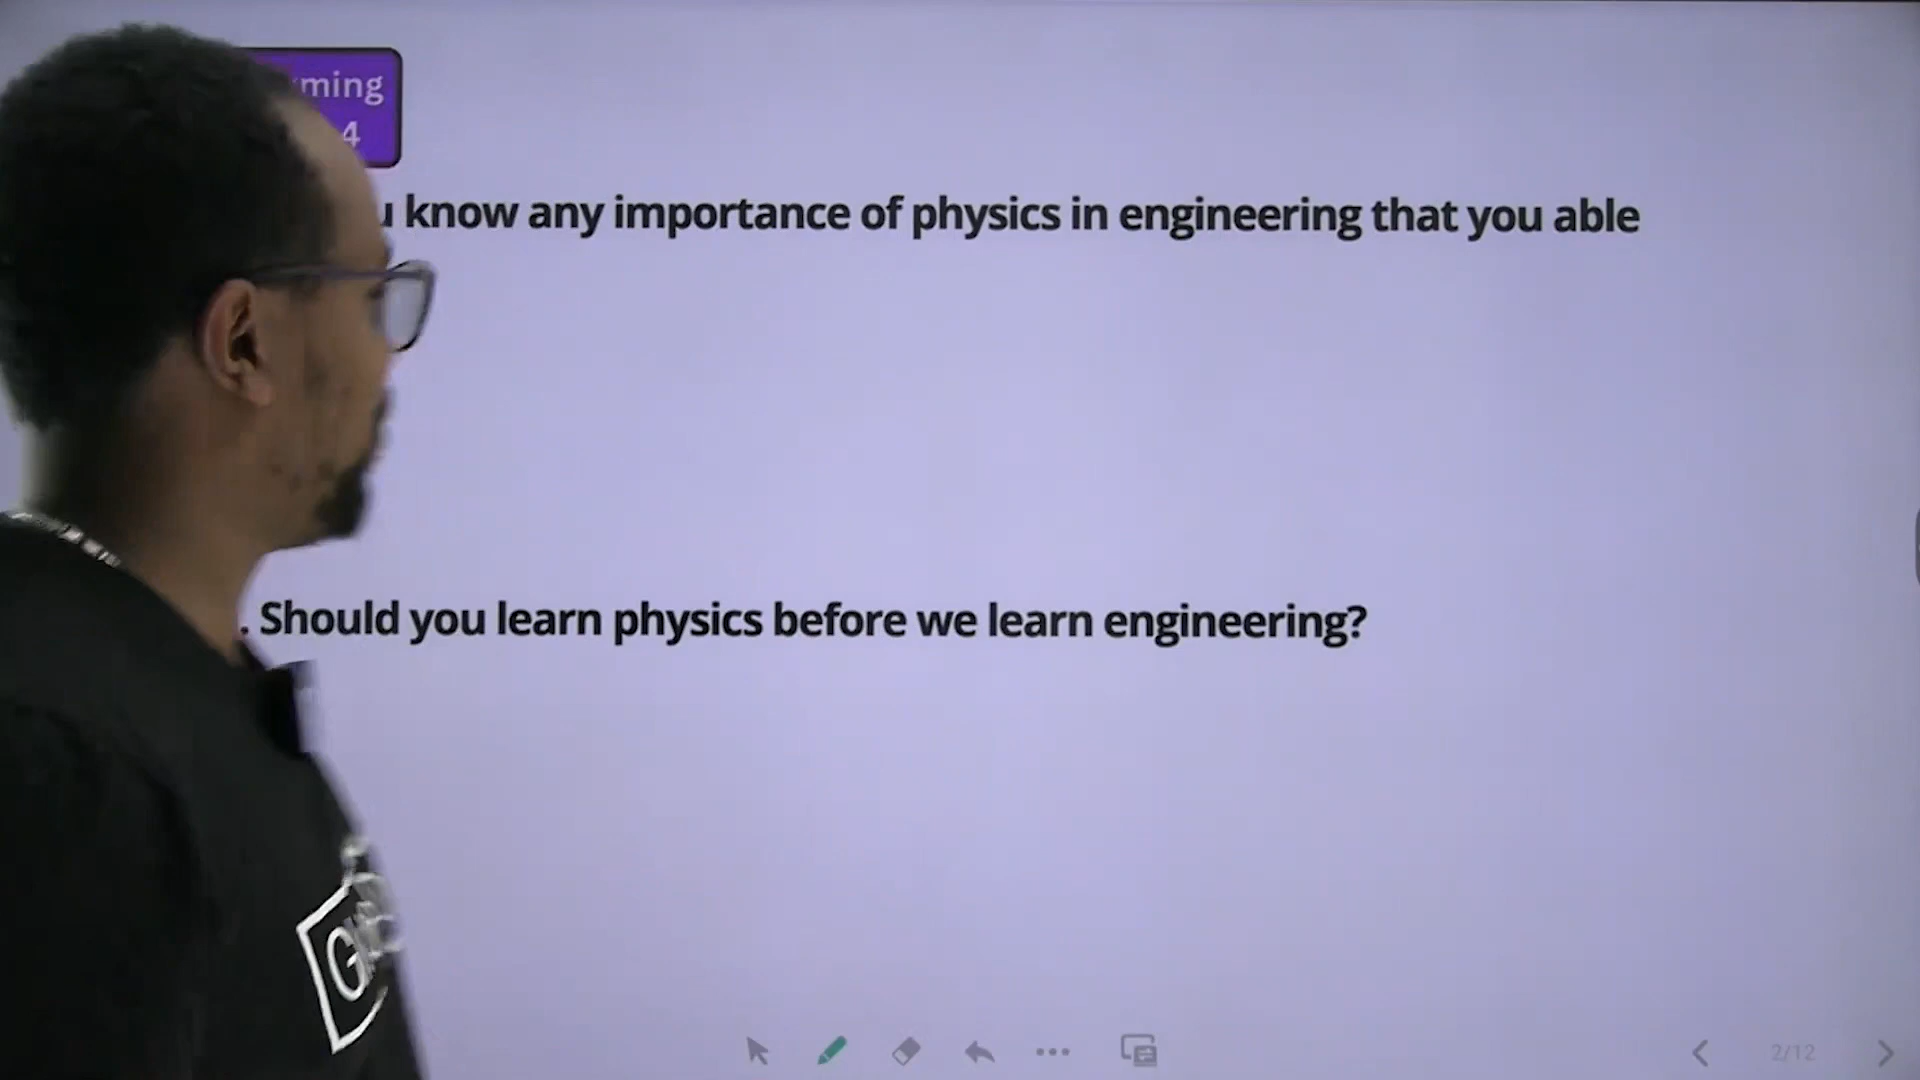 4
know any importance of physics in engineering that you able
. Should you learn physics before we learn engineering?
2/12